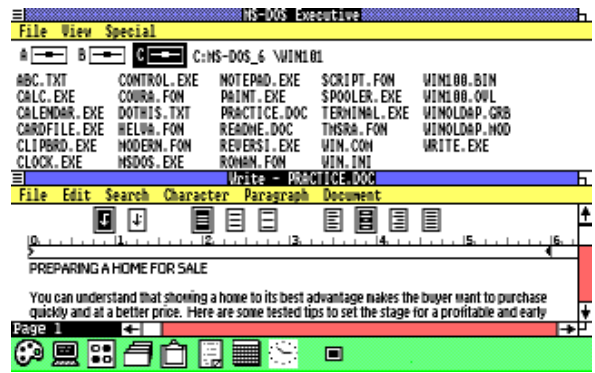 MS-DOS Executive
File View Special
A B C C:MS-DOS_6 \WIN101
ABC.TXT CONTROL.EXE NOTEPAD.EXE SCRIPT.FON WIN100.BIN
CALC.EXE COURA.FON PAINT.EXE SPOOLER.EXE WIN100.OVL
CALENDAR.EXE DOTHIS.TXT PRACTICE.DOC TERMINAL.EXE WINOLDAP.GRB
CARDFILE.EXE HELVA.FON README.DOC TMSRA.FON WINOLDAP.MOD
CLIPBRD.EXE MODERN.FON REVERSI.EXE WIN.COM WRITE.EXE
CLOCK.EXE MSDOS.EXE ROMAN.FON WIN.INI
Write - PRACTICE.DOC
File Edit Search Character Paragraph Document
0 1 2 3 4 5 6
PREPARING A HOME FOR SALE
You can understand that showing a home to its best advantage makes the buyer want to purchase
quickly and at a better price. Here are some tested tips to set the stage for a profitable and early
Page 1